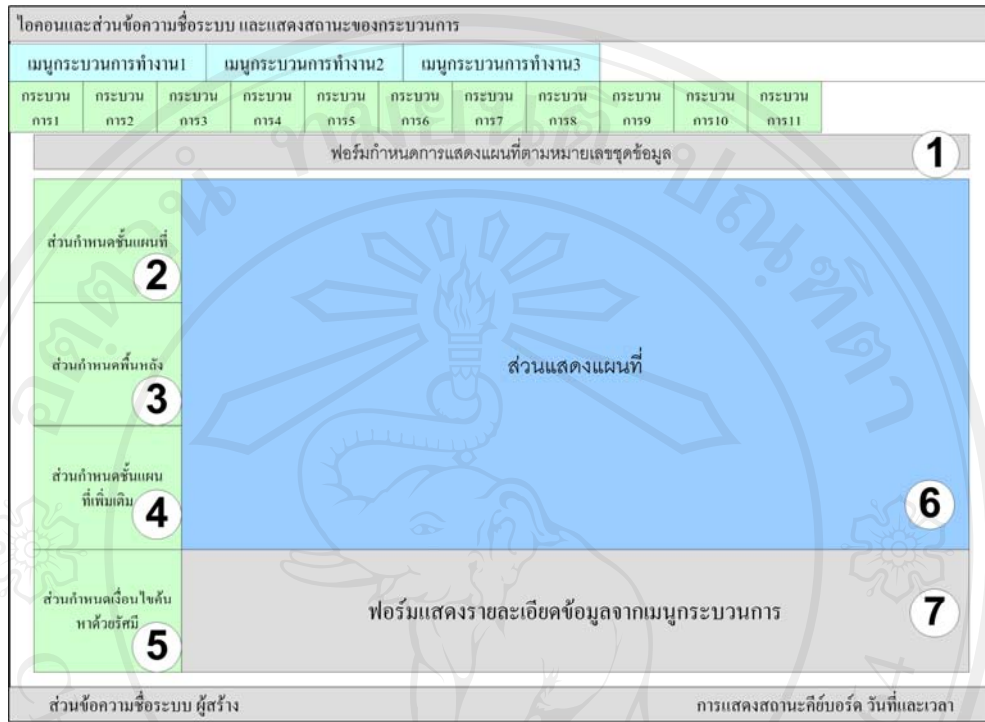 ไอคอนและส่วนข้อความชื่อระบบ และแสดงสถานะของกระบวนการ
เมนูกระบวนการทำงาน1 เมนูกระบวนการทำงาน2 เมนูกระบวนการทำงาน3
กระบวน กระบวน กระบวน กระบวน กระบวน กระบวน กระบวน กระบวน กระบวน กระบวน กระบวน
การ1 การ2 การ3 การ4 การ5 การ6 การ7 การ8 การ9 การ10 การ11
ฟอร์มกำหนดการแสดงแผนที่ตามหมายเลขชุดข้อมูล 1
ส่วนกำหนดชั้นแผนที่
2
ส่วนกำหนดพื้นหลัง
3
ส่วนกำหนดชั้นแผน
ที่เพิ่มเติม
4
ส่วนแสดงแผนที่
6
ส่วนกำหนดเงื่อนไขค้น
หาด้วยรัศมี
5
ฟอร์มแสดงรายละเอียดข้อมูลจากเมนูกระบวนการ 7
ส่วนข้อความชื่อระบบ ผู้สร้าง การแสดงสถานะคีย์บอร์ด วันที่และเวลา